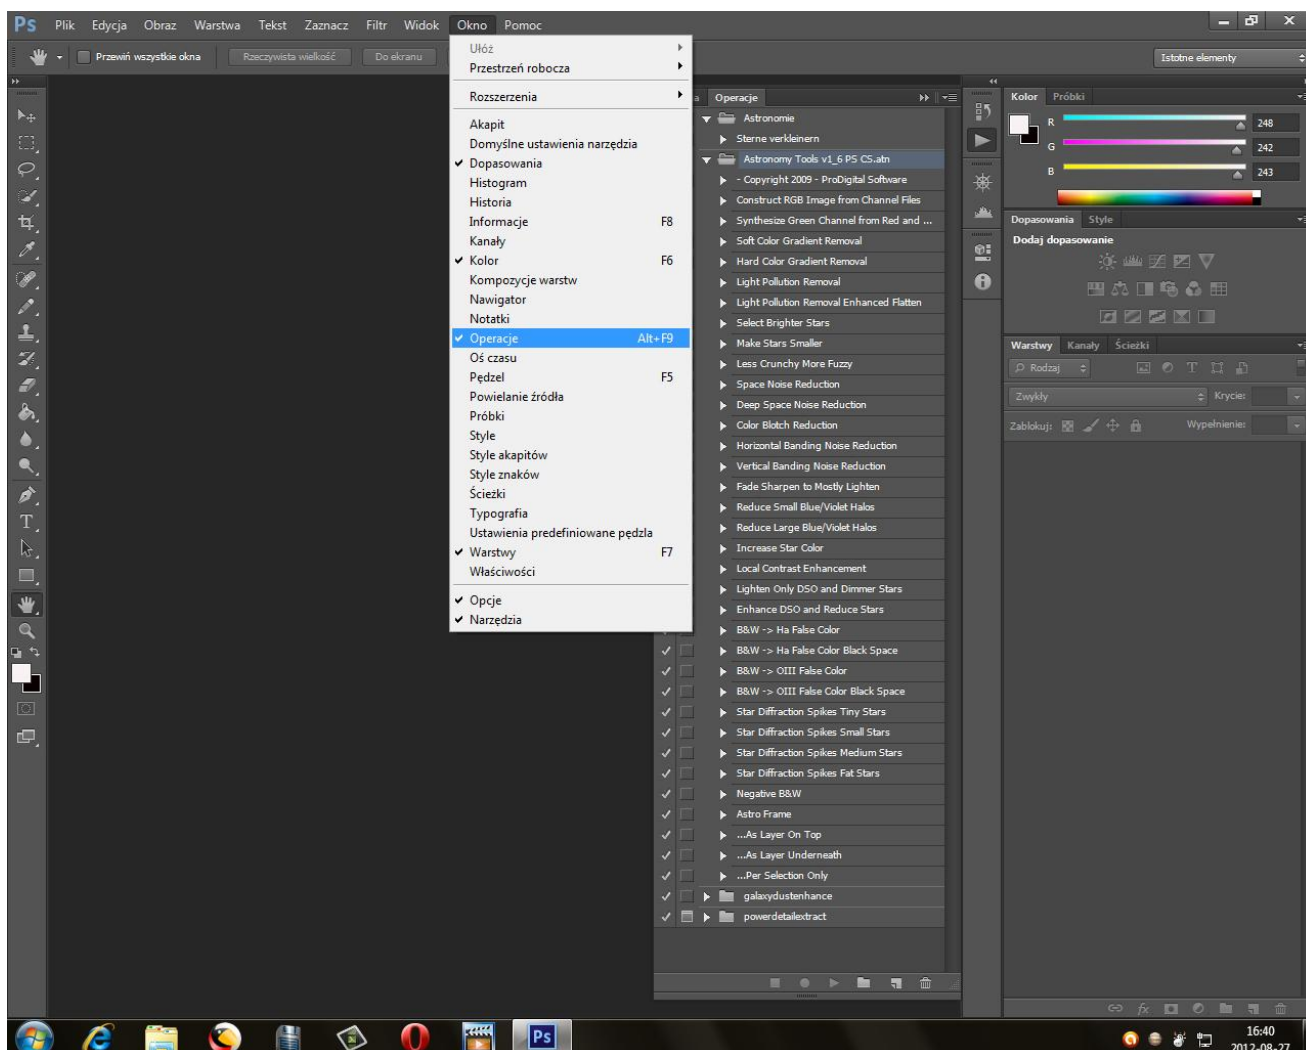 Ps Plik Edycja Obraz Warstwa Tekst Zaznacz Filtr Widok Okno Pomoc
Przewiń wszystkie okna Rzeczywista wielkość Do ekranu
Istotne elementy
Ułóż
Przestrzeń robocza
Rozszerzenia
Akapit
Domyślne ustawienia narzędzia
Dopasowania
Histogram
Historia
Informacje F8
Kanały
Kolor F6
Kompozycje warstw
Nawigator
Notatki
Operacje Alt+F9
Oś czasu
Pędzel F5
Powielanie źródła
Próbki
Style
Style akapitów
Style znaków
Ścieżki
Typografia
Ustawienia predefiniowane pędzla
Warstwy F7
Właściwości
Opcje
Narzędzia
a Operacje
Astronomie
Sterne verkleinern
Astronomy Tools v1_6 PS CS.atn
- Copyright 2009 - ProDigital Software
Construct RGB Image from Channel Files
Synthesize Green Channel from Red and ...
Soft Color Gradient Removal
Hard Color Gradient Removal
Light Pollution Removal
Light Pollution Removal Enhanced Flatten
Select Brighter Stars
Make Stars Smaller
Less Crunchy More Fuzzy
Space Noise Reduction
Deep Space Noise Reduction
Color Blotch Reduction
Horizontal Banding Noise Reduction
Vertical Banding Noise Reduction
Fade Sharpen to Mostly Lighten
Reduce Small Blue/Violet Halos
Reduce Large Blue/Violet Halos
Increase Star Color
Local Contrast Enhancement
Lighten Only DSO and Dimmer Stars
Enhance DSO and Reduce Stars
B&W -> Ha False Color
B&W -> Ha False Color Black Space
B&W -> OIII False Color
B&W -> OIII False Color Black Space
Star Diffraction Spikes Tiny Stars
Star Diffraction Spikes Small Stars
Star Diffraction Spikes Medium Stars
Star Diffraction Spikes Fat Stars
Negative B&W
Astro Frame
...As Layer On Top
...As Layer Underneath
...Per Selection Only
galaxydustenhance
powerdetailextract
Kolor Próbki
R 248
G 242
B 243
Dopasowania Style
Dodaj dopasowanie
Warstwy Kanały Ścieżki
Rodzaj
Zwykły Krycie:
Zablokuj: Wypełnienie:
fx
Ps
16:40
2012-08-27